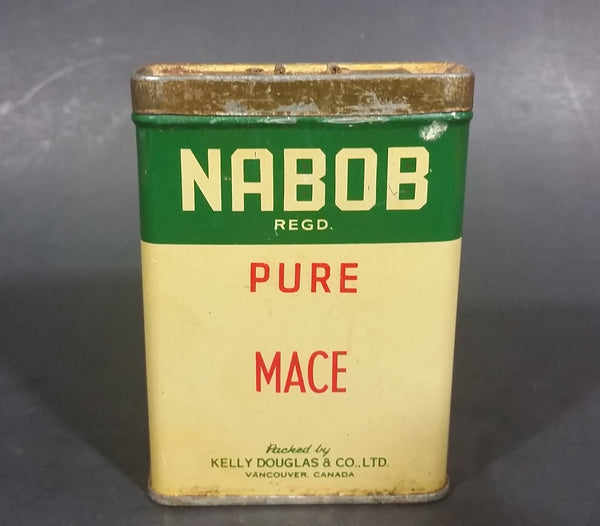 NABOB
REGD.
PURE
MACE
Packed by
KELLY DOUGLAS & CO., LTD.
VANCOUVER, CANADA